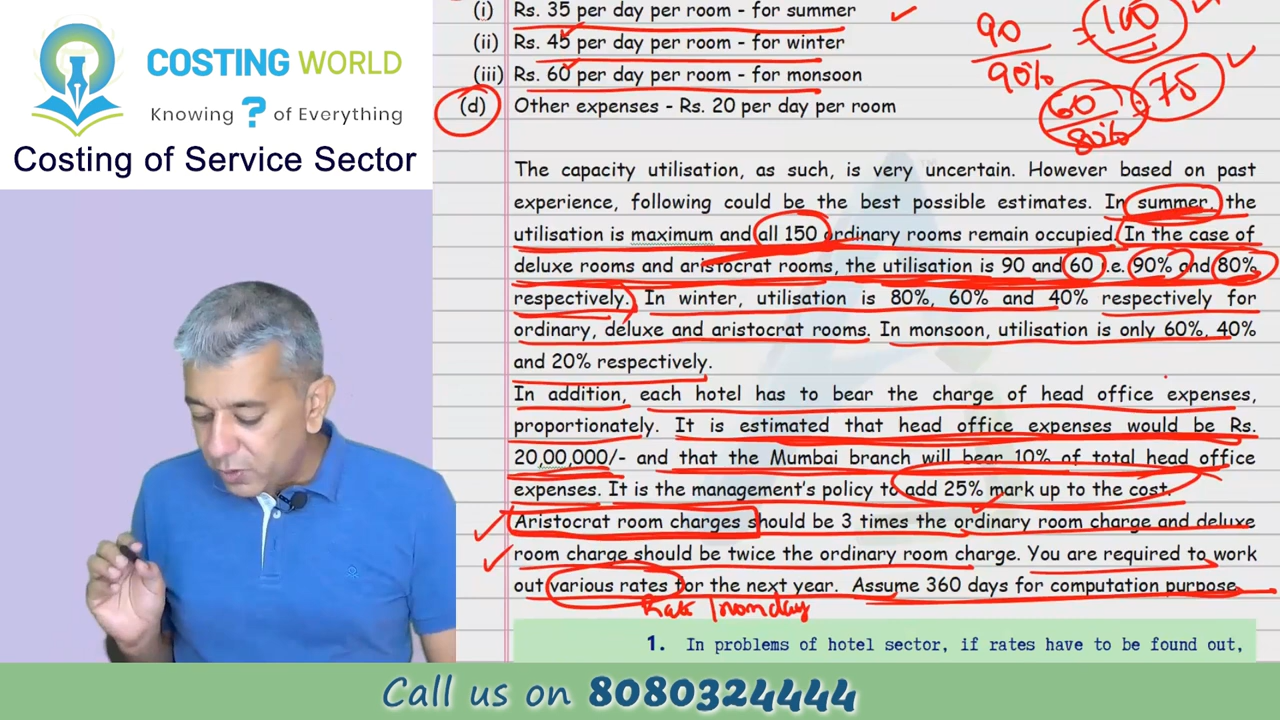 COSTING WORLD
Knowing ? of Everything
Costing of Service Sector
(i) Rs. 35 per day per room - for summer
(ii) Rs. 45 per day per room - for winter
(iii) Rs. 60 per day per room - for monsoon
(d) Other expenses - Rs. 20 per day per room
90
90%
= 100
60
80%
= 75
The capacity utilisation, as such, is very uncertain. However based on past
experience, following could be the best possible estimates. In summer, the
utilisation is maximum and all 150 ordinary rooms remain occupied. In the case of
deluxe rooms and aristocrat rooms, the utilisation is 90 and 60 i.e. 90% and 80%
respectively. In winter, utilisation is 80%, 60% and 40% respectively for
ordinary, deluxe and aristocrat rooms. In monsoon, utilisation is only 60%, 40%
and 20% respectively.
In addition, each hotel has to bear the charge of head office expenses,
proportionately. It is estimated that head office expenses would be Rs.
20,00,000/- and that the Mumbai branch will bear 10% of total head office
expenses. It is the management's policy to add 25% mark up to the cost.
Aristocrat room charges should be 3 times the ordinary room charge and deluxe
room charge should be twice the ordinary room charge. You are required to work
out various rates for the next year. Assume 360 days for computation purpose.
Rate / room day
1. In problems of hotel sector, if rates have to be found out,
Call us on 8080324444